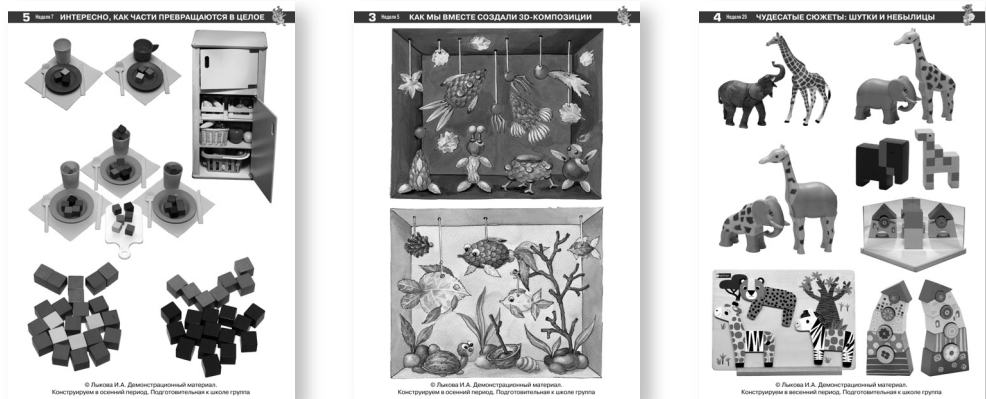 5 Неделя 7 ИНТЕРЕСНО, КАК ЧАСТИ ПРЕВРАЩАЮТСЯ В ЦЕЛОЕ
© Лыкова И.А. Демонстрационный материал.
Конструируем в осенний период. Подготовительная к школе группа
3 Неделя 5 КАК МЫ ВМЕСТЕ СОЗДАЛИ 3D-КОМПОЗИЦИИ
© Лыкова И.А. Демонстрационный материал.
Конструируем в осенний период. Подготовительная к школе группа
4 Неделя 25 ЧУДЕСАТЫЕ СЮЖЕТЫ: ШУТКИ И НЕБЫЛИЦЫ
© Лыкова И.А. Демонстрационный материал.
Конструируем в весенний период. Подготовительная к школе группа